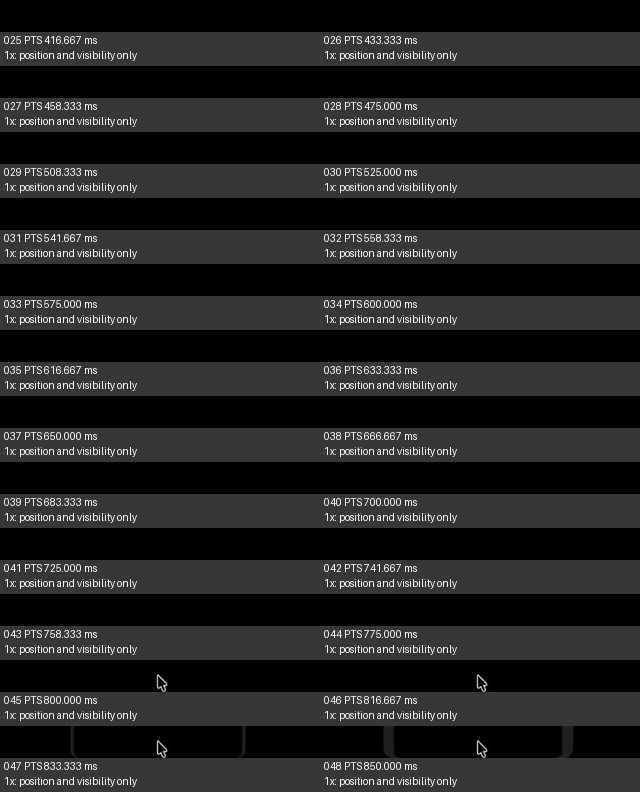 025 PTS 416.667 ms
1x: position and visibility only
026 PTS 433.333 ms
1x: position and visibility only
027 PTS 458.333 ms
1x: position and visibility only
028 PTS 475.000 ms
1x: position and visibility only
029 PTS 508.333 ms
1x: position and visibility only
030 PTS 525.000 ms
1x: position and visibility only
031 PTS 541.667 ms
1x: position and visibility only
032 PTS 558.333 ms
1x: position and visibility only
033 PTS 575.000 ms
1x: position and visibility only
034 PTS 600.000 ms
1x: position and visibility only
035 PTS 616.667 ms
1x: position and visibility only
036 PTS 633.333 ms
1x: position and visibility only
037 PTS 650.000 ms
1x: position and visibility only
038 PTS 666.667 ms
1x: position and visibility only
039 PTS 683.333 ms
1x: position and visibility only
040 PTS 700.000 ms
1x: position and visibility only
041 PTS 725.000 ms
1x: position and visibility only
042 PTS 741.667 ms
1x: position and visibility only
043 PTS 758.333 ms
1x: position and visibility only
044 PTS 775.000 ms
1x: position and visibility only
045 PTS 800.000 ms
1x: position and visibility only
046 PTS 816.667 ms
1x: position and visibility only
047 PTS 833.333 ms
1x: position and visibility only
048 PTS 850.000 ms
1x: position and visibility only